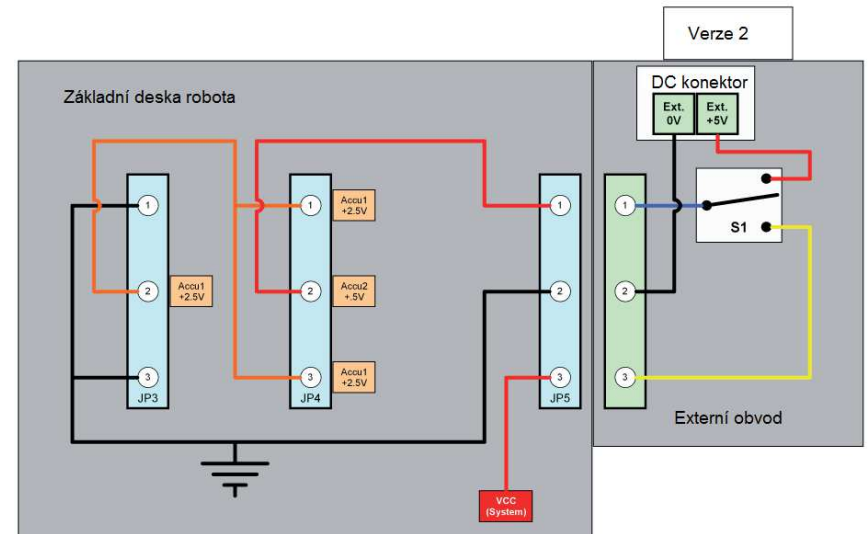 Verze 2
Základní deska robota
DC konektor
Ext.
0V
Ext.
+5V
1
2
3
JP3
Accu1
+2.5V
1
2
3
JP4
Accu1
+2.5V
Accu2
+.5V
Accu1
+2.5V
1
2
3
JP5
VCC
(System)
1
2
3
S1
Externí obvod